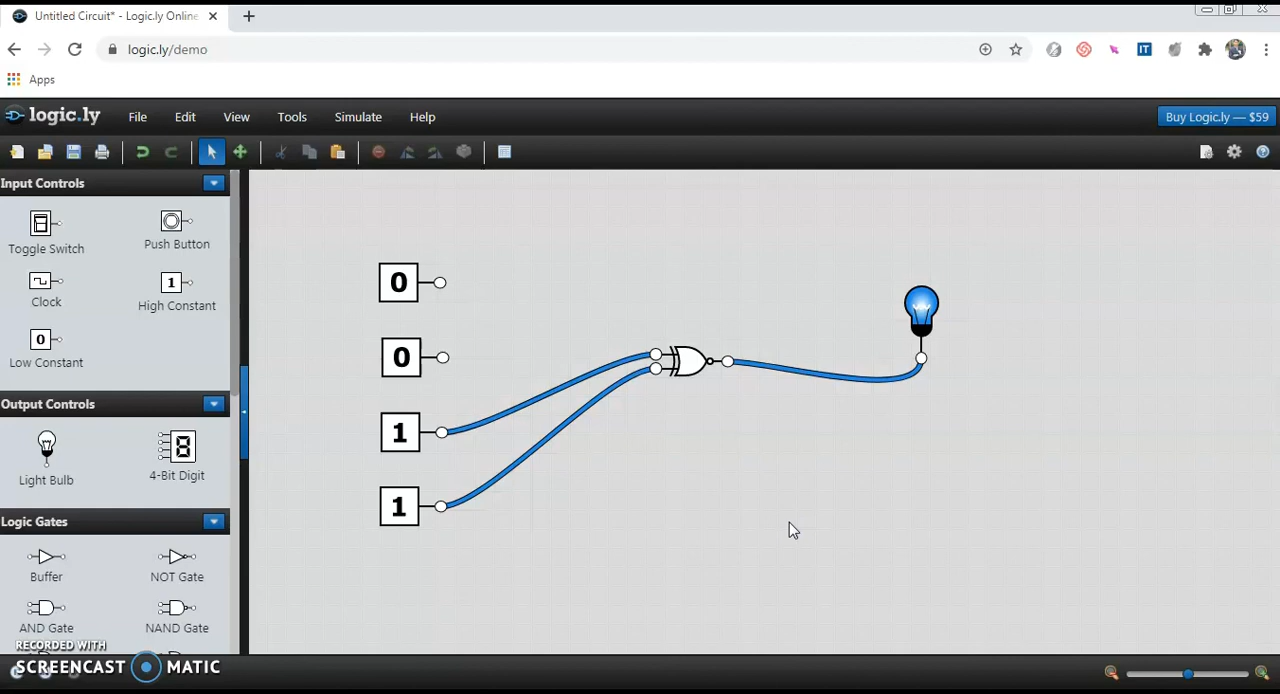 Untitled Circuit* - Logic.ly Online
logic.ly/demo
IT
Apps
logic.ly
File Edit View Tools Simulate Help
Buy Logic.ly — $59
Input Controls
Toggle Switch
Push Button
Clock
1
High Constant
0
Low Constant
Output Controls
Light Bulb
8
4-Bit Digit
Logic Gates
Buffer
NOT Gate
AND Gate
NAND Gate
0
0
1
1
RECORDED WITH
SCREENCAST MATIC